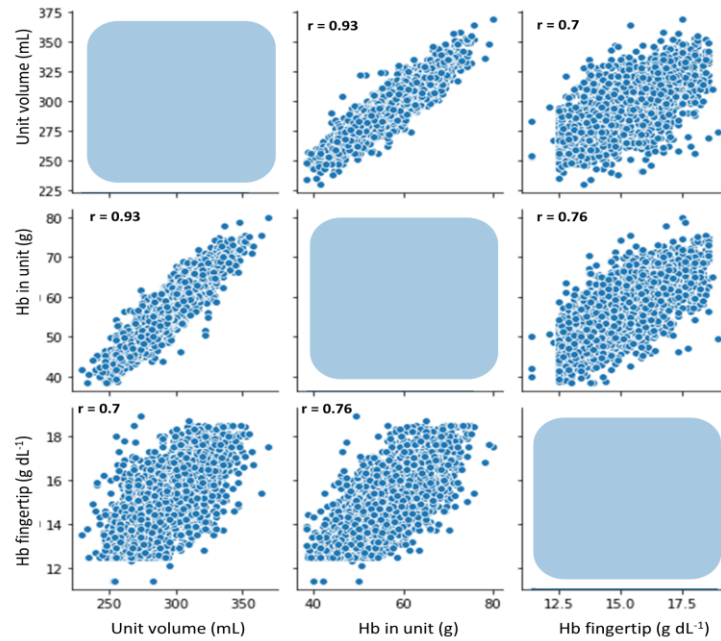 375
350
325
300
275
250
225
Unit volume (mL)
r = 0.93
r = 0.7
80
70
60
50
40
Hb in unit (g)
r = 0.93
r = 0.76
18
16
14
12
Hb fingertip (g dL⁻¹)
r = 0.7
r = 0.76
250 300 350
40 60 80
12.5 15.0 17.5
Unit volume (mL)
Hb in unit (g)
Hb fingertip (g dL⁻¹)